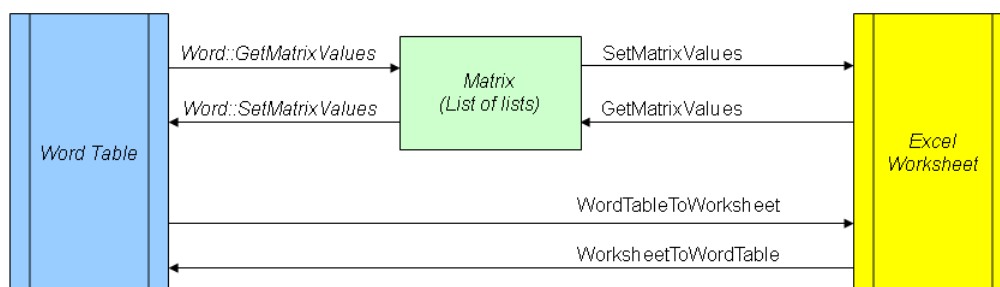 Word::GetMatrixValues
SetMatrixValues
Matrix
(List of lists)
Word::SetMatrixValues
GetMatrixValues
Word Table
Excel
Worksheet
WordTableToWorksheet
WorksheetToWordTable